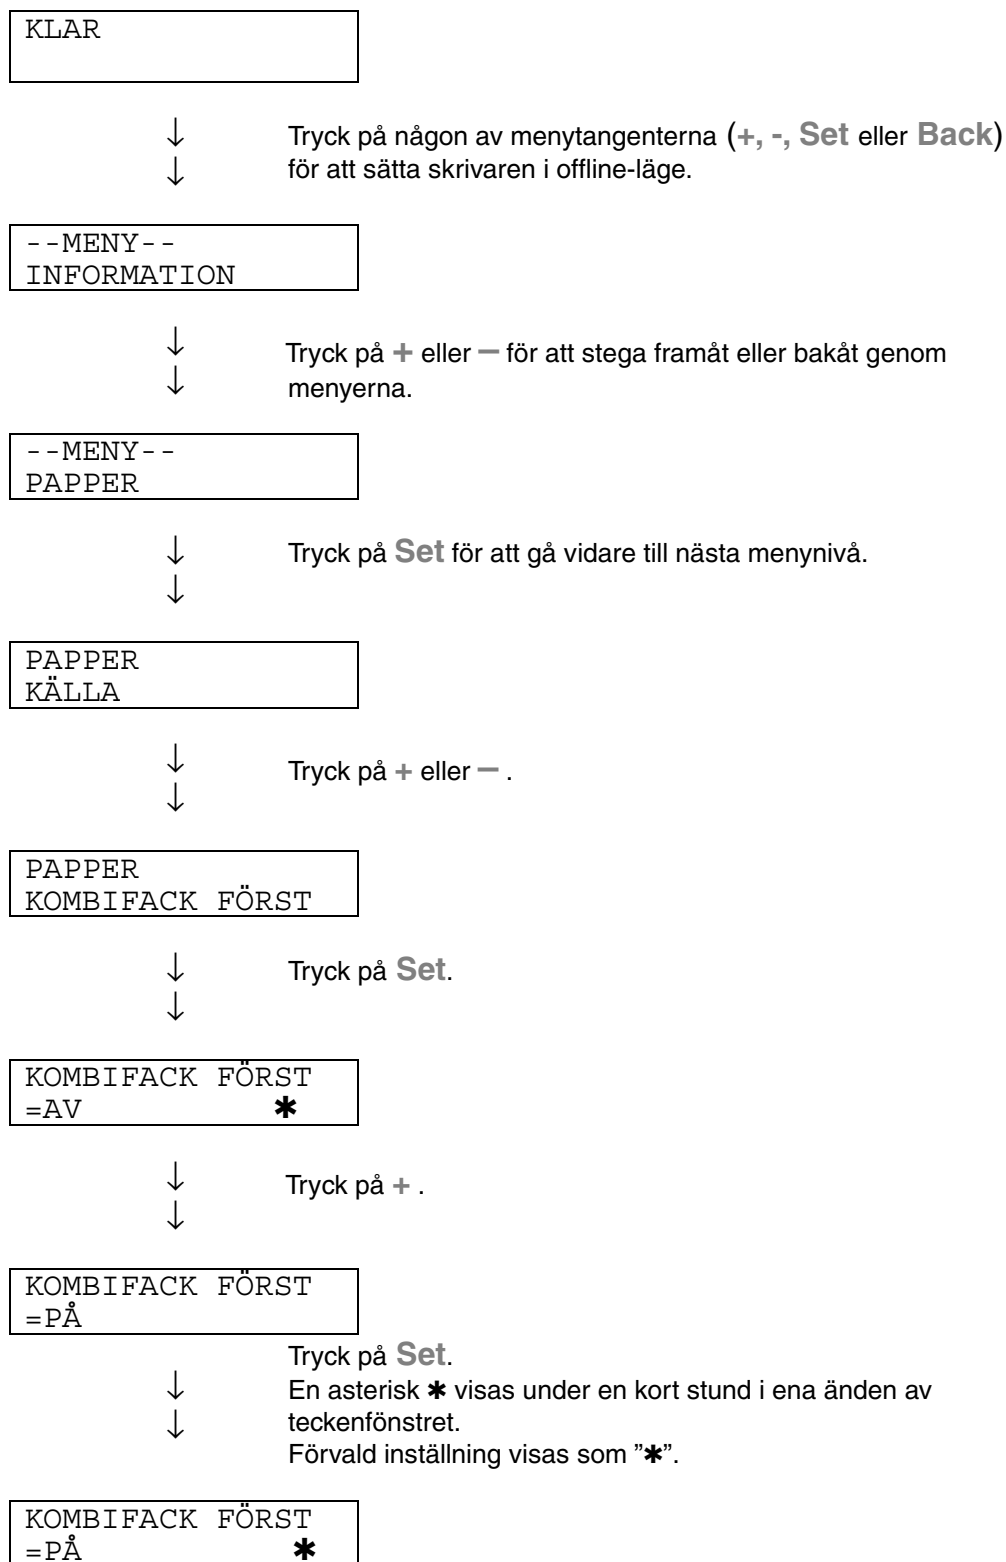 KLAR
↓ Tryck på någon av menytangenterna (+, -, Set eller Back)
↓ för att sätta skrivaren i offline-läge.
--MENY--
INFORMATION
↓ Tryck på + eller — för att stega framåt eller bakåt genom
↓ menyerna.
--MENY--
PAPPER
↓ Tryck på Set för att gå vidare till nästa menynivå.
↓
PAPPER
KÄLLA
↓ Tryck på + eller — .
↓
PAPPER
KOMBIFACK FÖRST
↓ Tryck på Set.
↓
KOMBIFACK FÖRST
=AV ✱
↓ Tryck på + .
↓
KOMBIFACK FÖRST
=PÅ
Tryck på Set.
↓ En asterisk ✱ visas under en kort stund i ena änden av
↓ teckenfönstret.
Förvald inställning visas som ”✱”.
KOMBIFACK FÖRST
=PÅ ✱